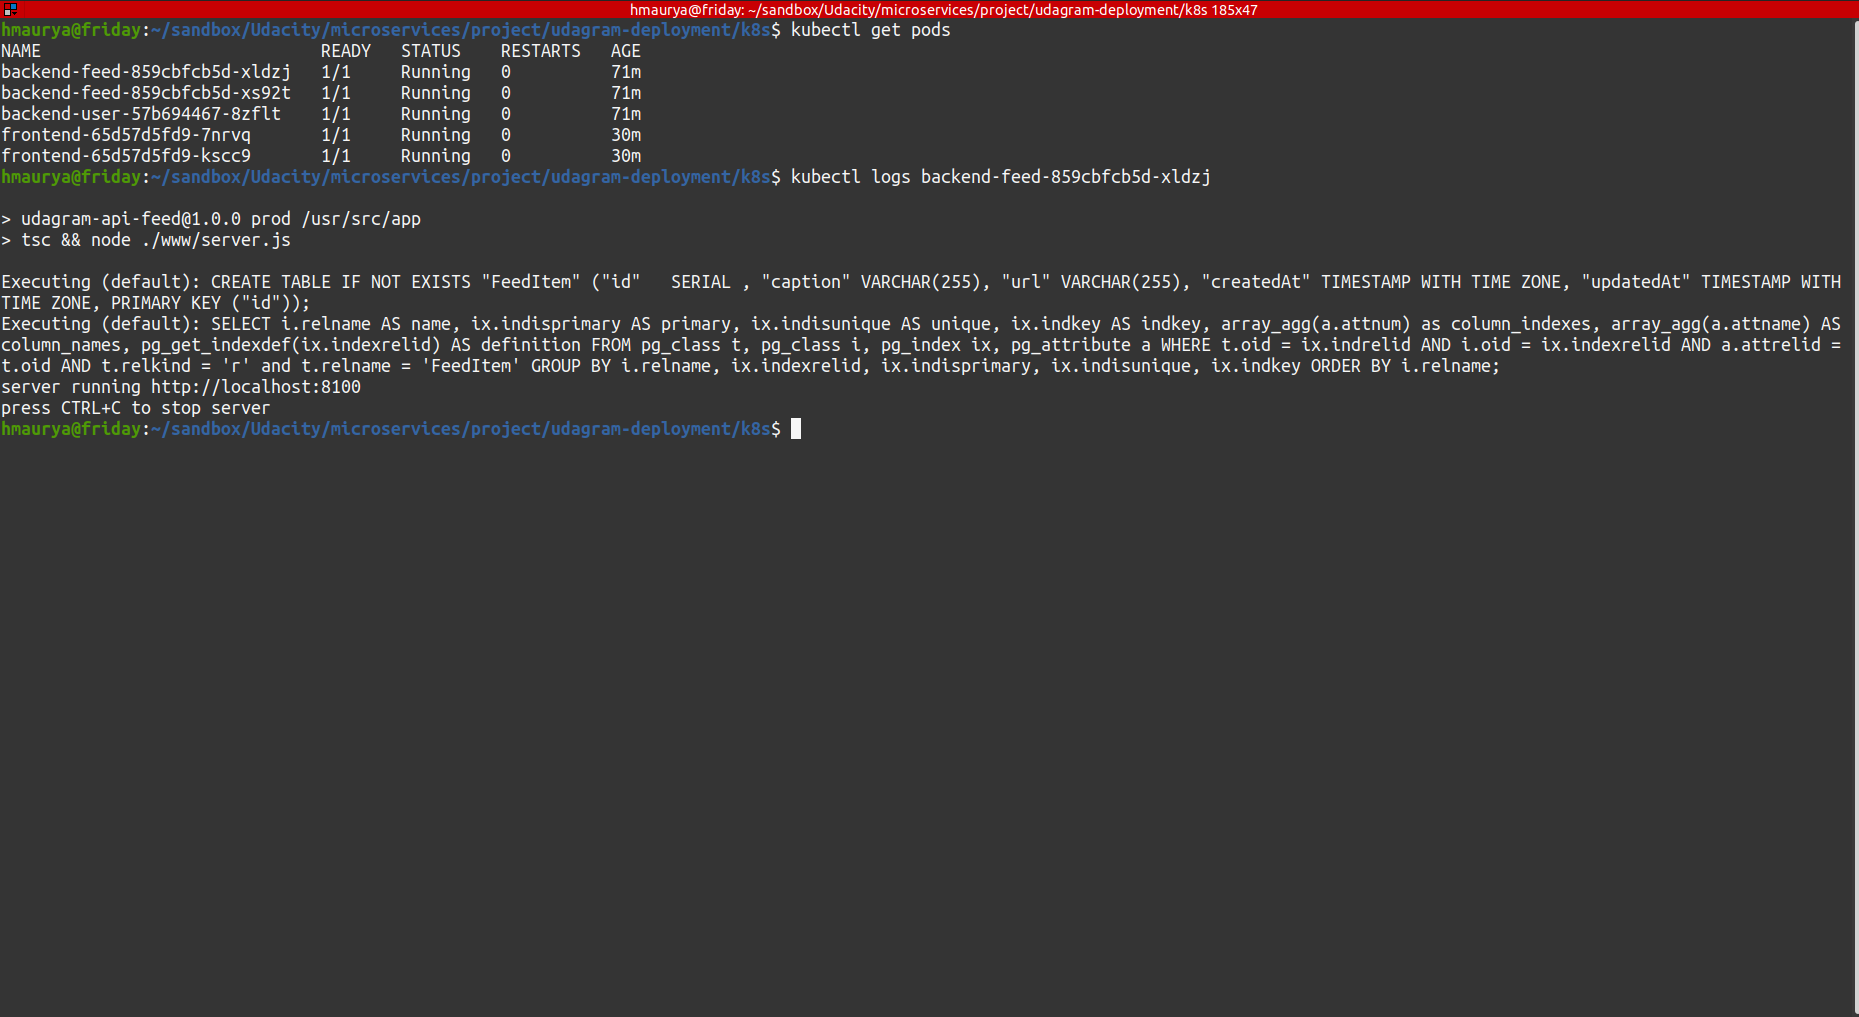 hmaurya@friday: ~/sandbox/Udacity/microservices/project/udagram-deployment/k8s 185x47
hmaurya@friday:~/sandbox/Udacity/microservices/project/udagram-deployment/k8s$ kubectl get pods
NAME                            READY   STATUS    RESTARTS   AGE
backend-feed-859cbfcb5d-xldzj   1/1     Running   0          71m
backend-feed-859cbfcb5d-xs92t   1/1     Running   0          71m
backend-user-57b694467-8zflt    1/1     Running   0          71m
frontend-65d57d5fd9-7nrvq       1/1     Running   0          30m
frontend-65d57d5fd9-kscc9       1/1     Running   0          30m
hmaurya@friday:~/sandbox/Udacity/microservices/project/udagram-deployment/k8s$ kubectl logs backend-feed-859cbfcb5d-xldzj
> udagram-api-feed@1.0.0 prod /usr/src/app
> tsc && node ./www/server.js
Executing (default): CREATE TABLE IF NOT EXISTS "FeedItem" ("id"   SERIAL , "caption" VARCHAR(255), "url" VARCHAR(255), "createdAt" TIMESTAMP WITH TIME ZONE, "updatedAt" TIMESTAMP WITH
TIME ZONE, PRIMARY KEY ("id"));
Executing (default): SELECT i.relname AS name, ix.indisprimary AS primary, ix.indisunique AS unique, ix.indkey AS indkey, array_agg(a.attnum) as column_indexes, array_agg(a.attname) AS
column_names, pg_get_indexdef(ix.indexrelid) AS definition FROM pg_class t, pg_class i, pg_index ix, pg_attribute a WHERE t.oid = ix.indrelid AND i.oid = ix.indexrelid AND a.attrelid =
t.oid AND t.relkind = 'r' and t.relname = 'FeedItem' GROUP BY i.relname, ix.indexrelid, ix.indisprimary, ix.indisunique, ix.indkey ORDER BY i.relname;
server running http://localhost:8100
press CTRL+C to stop server
hmaurya@friday:~/sandbox/Udacity/microservices/project/udagram-deployment/k8s$